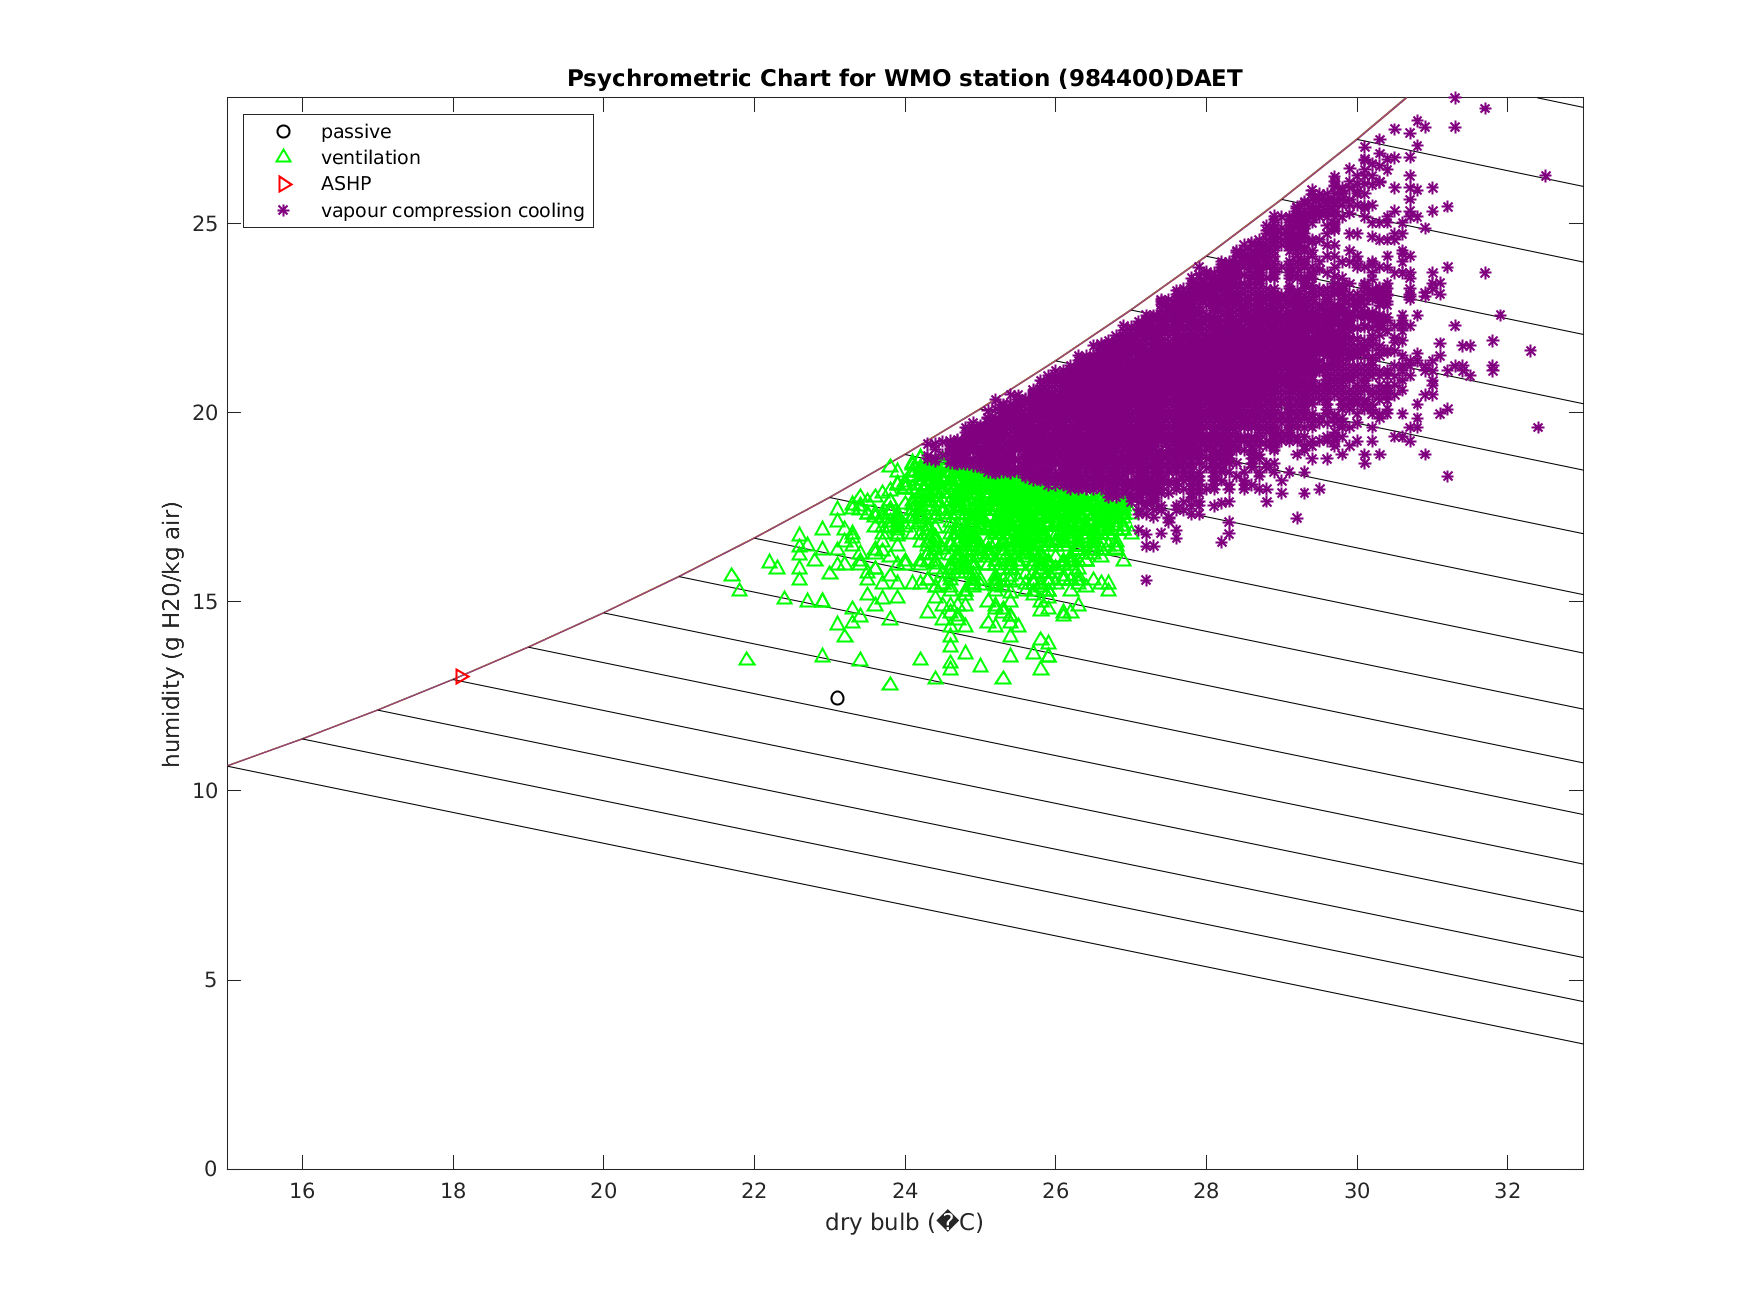 Psychrometric Chart for WMO station (984400)DAET
passive
ventilation
ASHP
vapour compression cooling
25
20
15
10
5
0
humidity (g H20/kg air)
16 18 20 22 24 26 28 30 32
dry bulb (�C)